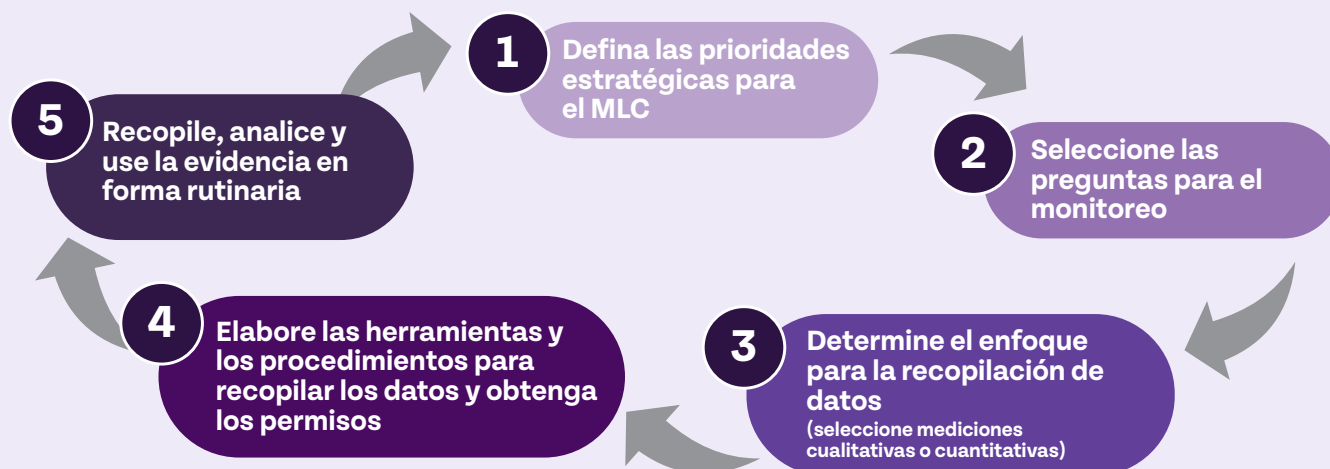 1
Defina las prioridades
estratégicas para
el MLC
2
Seleccione las
preguntas para el
monitoreo
3
Determine el enfoque
para la recopilación de
datos
(seleccione mediciones
cualitativas o cuantitativas)
4
Elabore las herramientas y
los procedimientos para
recopilar los datos y obtenga
los permisos
5
Recopile, analice y
use la evidencia en
forma rutinaria